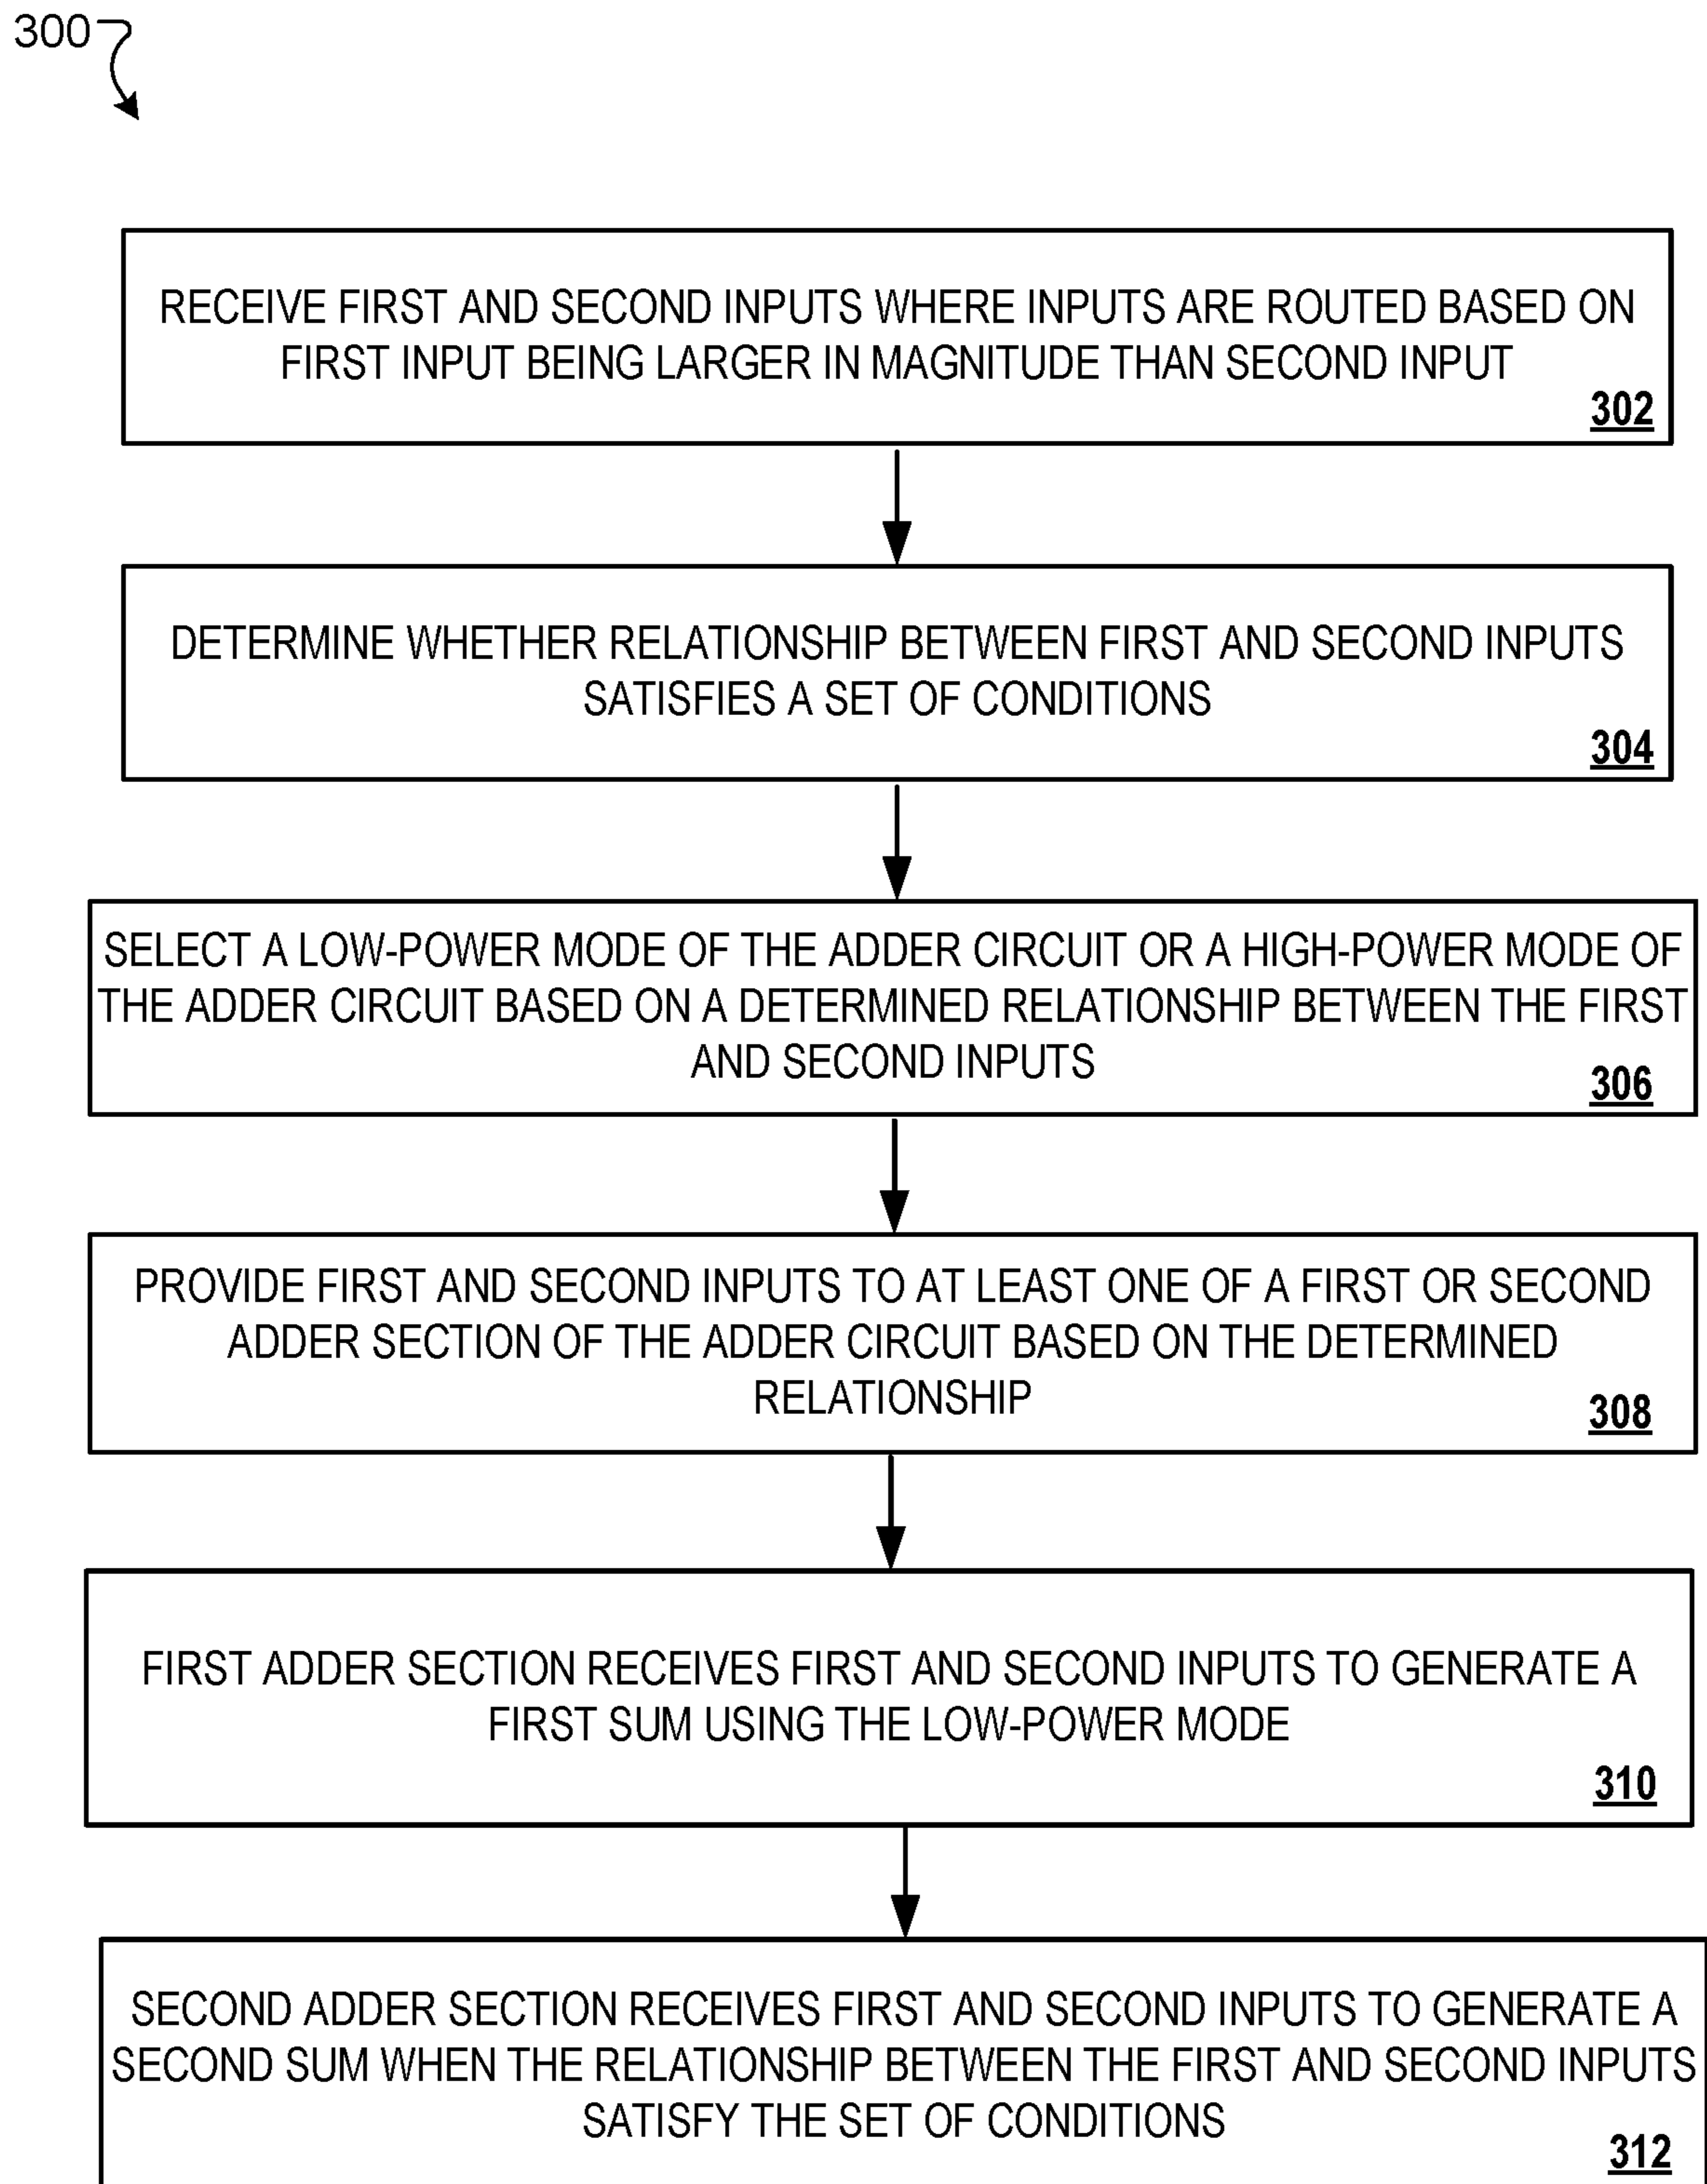 300
RECEIVE FIRST AND SECOND INPUTS WHERE INPUTS ARE ROUTED BASED ON
FIRST INPUT BEING LARGER IN MAGNITUDE THAN SECOND INPUT
302
DETERMINE WHETHER RELATIONSHIP BETWEEN FIRST AND SECOND INPUTS
SATISFIES A SET OF CONDITIONS
304
SELECT A LOW-POWER MODE OF THE ADDER CIRCUIT OR A HIGH-POWER MODE OF
THE ADDER CIRCUIT BASED ON A DETERMINED RELATIONSHIP BETWEEN THE FIRST
AND SECOND INPUTS
306
PROVIDE FIRST AND SECOND INPUTS TO AT LEAST ONE OF A FIRST OR SECOND
ADDER SECTION OF THE ADDER CIRCUIT BASED ON THE DETERMINED
RELATIONSHIP
308
FIRST ADDER SECTION RECEIVES FIRST AND SECOND INPUTS TO GENERATE A
FIRST SUM USING THE LOW-POWER MODE
310
SECOND ADDER SECTION RECEIVES FIRST AND SECOND INPUTS TO GENERATE A
SECOND SUM WHEN THE RELATIONSHIP BETWEEN THE FIRST AND SECOND INPUTS
SATISFY THE SET OF CONDITIONS
312